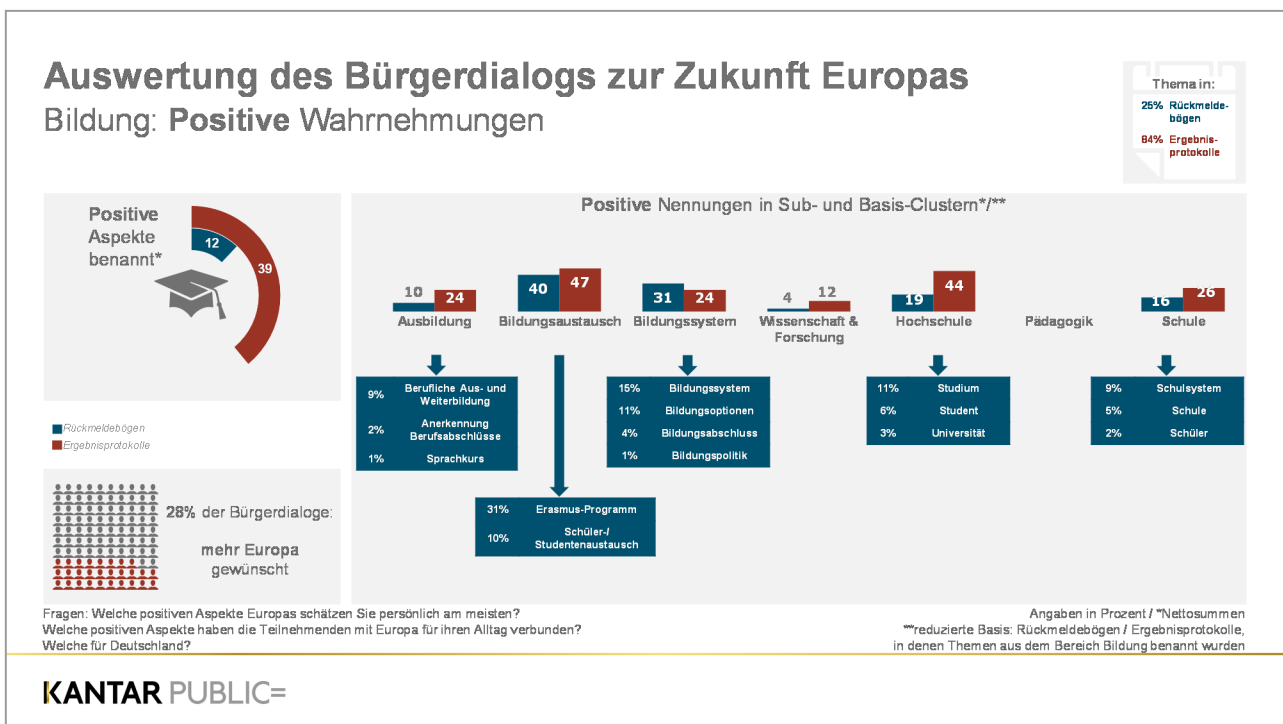 Auswertung des Bürgerdialogs zur Zukunft Europas
Bildung: Positive Wahrnehmungen
Thema in:
25% Rückmelde-
bögen
84% Ergebnis-
protokolle
Positive
Aspekte
benannt*
12
39
Rückmeldebögen
Ergebnisprotokolle
28% der Bürgerdialoge:
mehr Europa
gewünscht
Positive Nennungen in Sub- und Basis-Clustern*/**
10 24
Ausbildung
40 47
Bildungsaustausch
31 24
Bildungssystem
4 12
Wissenschaft &
Forschung
19 44
Hochschule
Pädagogik
16 26
Schule
9% Berufliche Aus- und
Weiterbildung
2% Anerkennung
Berufsabschlüsse
1% Sprachkurs
31% Erasmus-Programm
10% Schüler-/
Studentenaustausch
15% Bildungssystem
11% Bildungsoptionen
4% Bildungsabschluss
1% Bildungspolitik
11% Studium
6% Student
3% Universität
9% Schulsystem
5% Schule
2% Schüler
Fragen: Welche positiven Aspekte Europas schätzen Sie persönlich am meisten?
Welche positiven Aspekte haben die Teilnehmenden mit Europa für ihren Alltag verbunden?
Welche für Deutschland?
Angaben in Prozent / *Nettosummen
**reduzierte Basis: Rückmeldebögen / Ergebnisprotokolle,
in denen Themen aus dem Bereich Bildung benannt wurden
KANTAR PUBLIC=